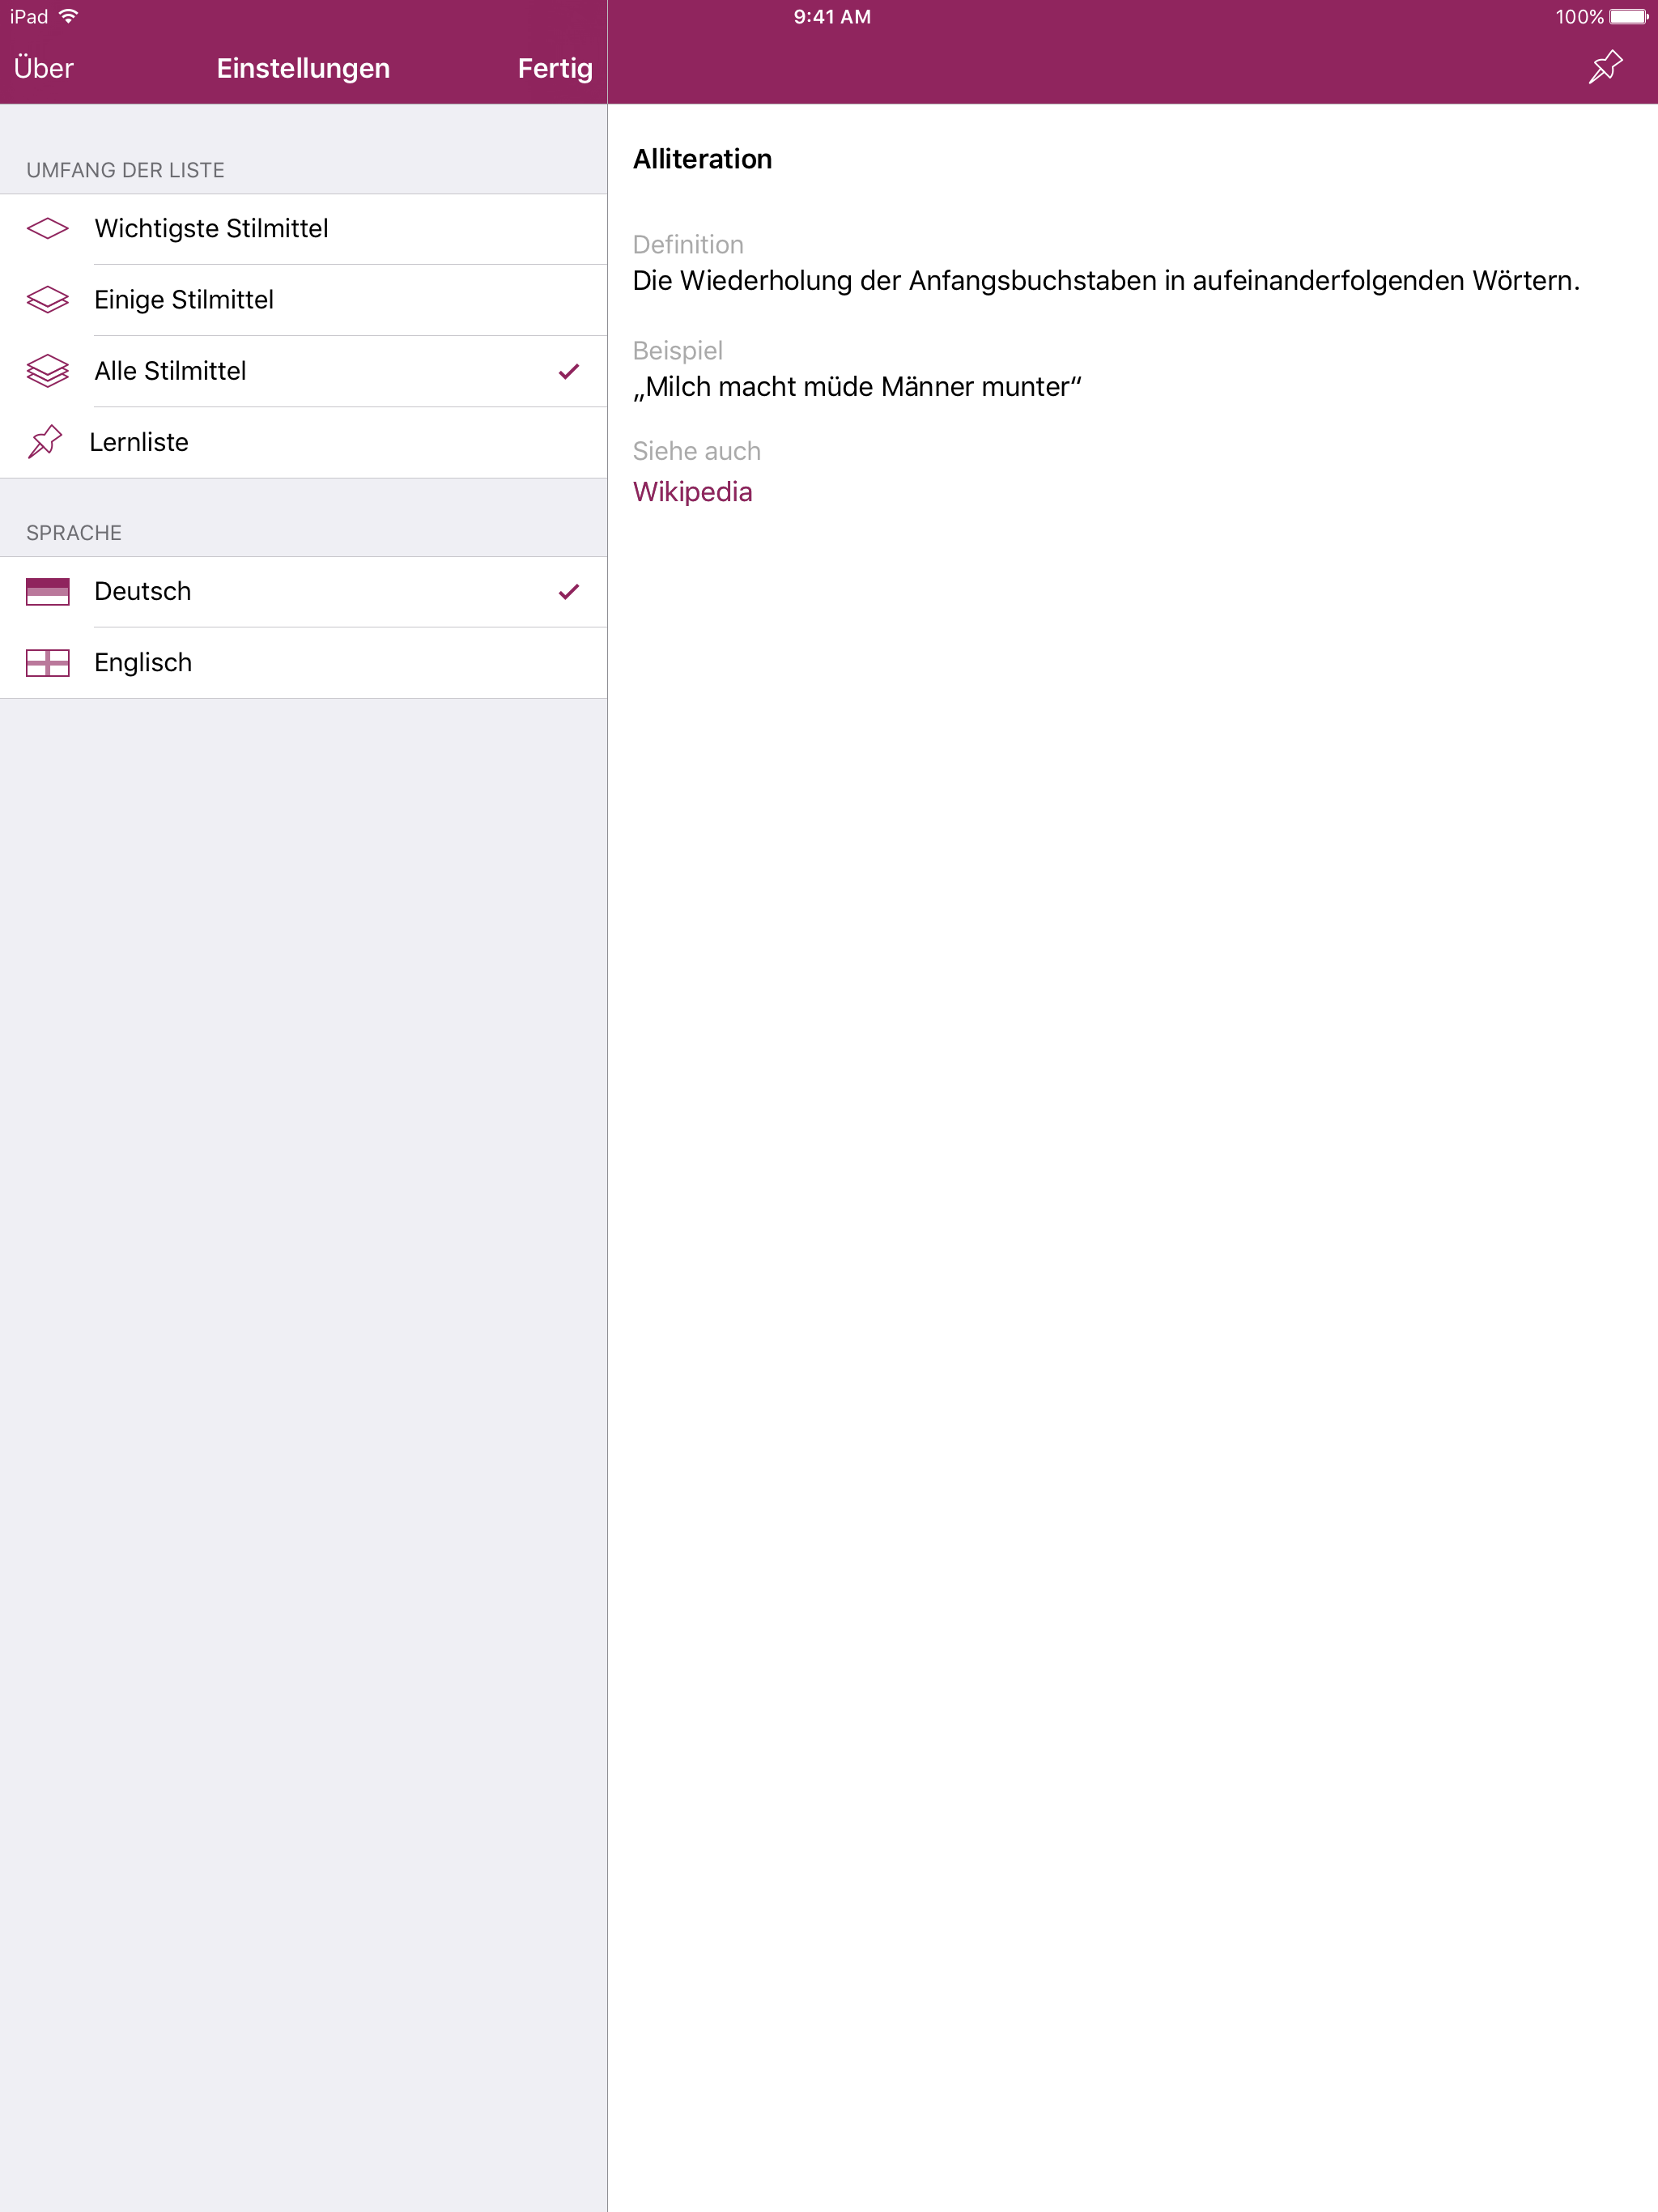 iPad
9:41 AM
100%
Über
Einstellungen
Fertig
UMFANG DER LISTE
Wichtigste Stilmittel
Einige Stilmittel
Alle Stilmittel
Lernliste
SPRACHE
Deutsch
Englisch
Alliteration
Definition
Die Wiederholung der Anfangsbuchstaben in aufeinanderfolgenden Wörtern.
Beispiel
„Milch macht müde Männer munter“
Siehe auch
Wikipedia